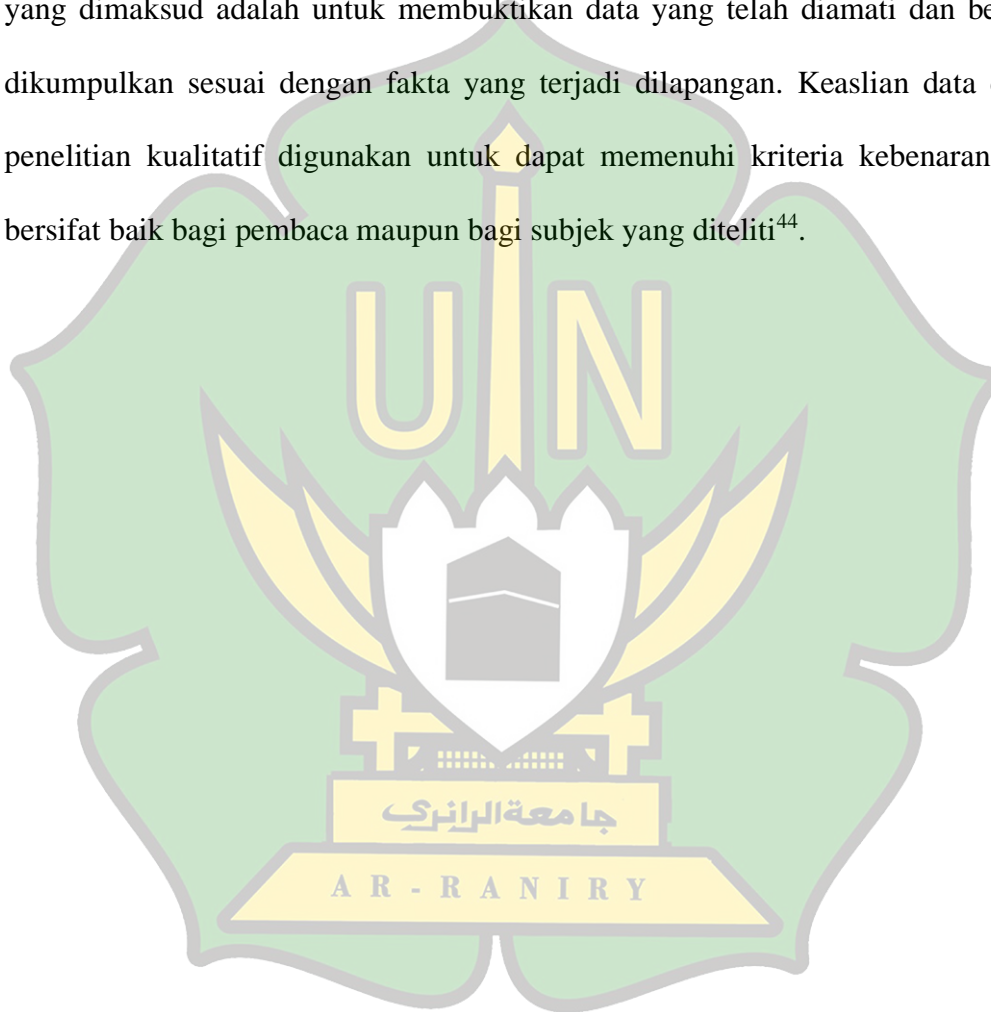 yang dimaksud adalah untuk membuktikan data yang telah diamati dan be
dikumpulkan sesuai dengan fakta yang terjadi dilapangan. Keaslian data
penelitian kualitatif digunakan untuk dapat memenuhi kriteria kebenaran
bersifat baik bagi pembaca maupun bagi subjek yang diteliti⁴⁴.
UIN
جامعةالرانري
AR-RANIRY